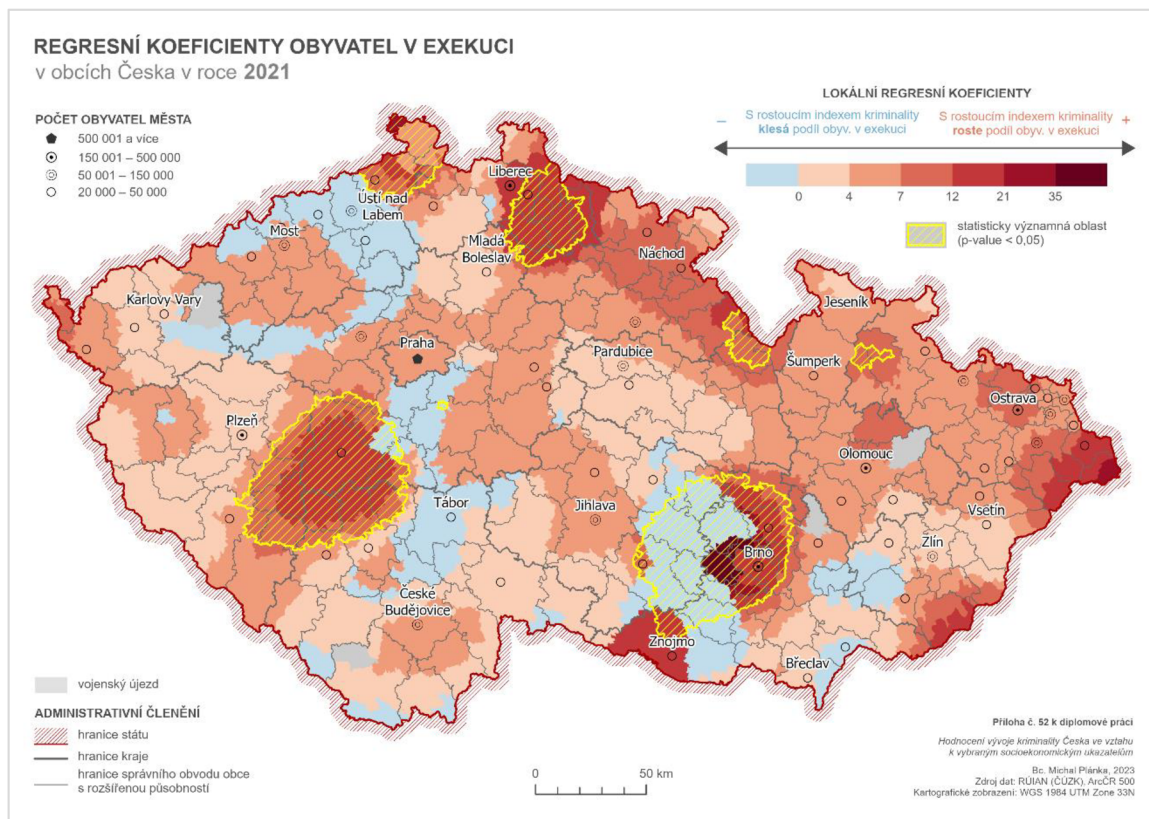 REGRESNÍ KOEFICIENTY OBYVATEL V EXEKUCI
v obcích Česka v roce 2021
POČET OBYVATEL MĚSTA
500 001 a více
150 001 – 500 000
50 001 – 150 000
20 000 – 50 000
LOKÁLNÍ REGRESNÍ KOEFICIENTY
– S rostoucím indexem kriminality
klesá podíl obyv. v exekuci
S rostoucím indexem kriminality +
roste podíl obyv. v exekuci
0 4 7 12 21 35
statisticky významná oblast
(p-value < 0,05)
Liberec
Ústí nad
Labem
Most
Mladá
Boleslav
Náchod
Karlovy Vary
Jeseník
Praha
Pardubice
Šumperk
Ostrava
Plzeň
Olomouc
Tábor
Jihlava
Vsetín
Brno
Zlín
České
Budějovice
Znojmo
Břeclav
vojenský újezd
ADMINISTRATIVNÍ ČLENĚNÍ
hranice státu
hranice kraje
hranice správního obvodu obce
s rozšířenou působností
0 50 km
Příloha č. 52 k diplomové práci
Hodnocení vývoje kriminality Česka ve vztahu
k vybraným socioekonomickým ukazatelům
Bc. Michal Plánka, 2023
Zdroj dat: RÚIAN (ČÚZK), ArcČR 500
Kartografické zobrazení: WGS 1984 UTM Zone 33N